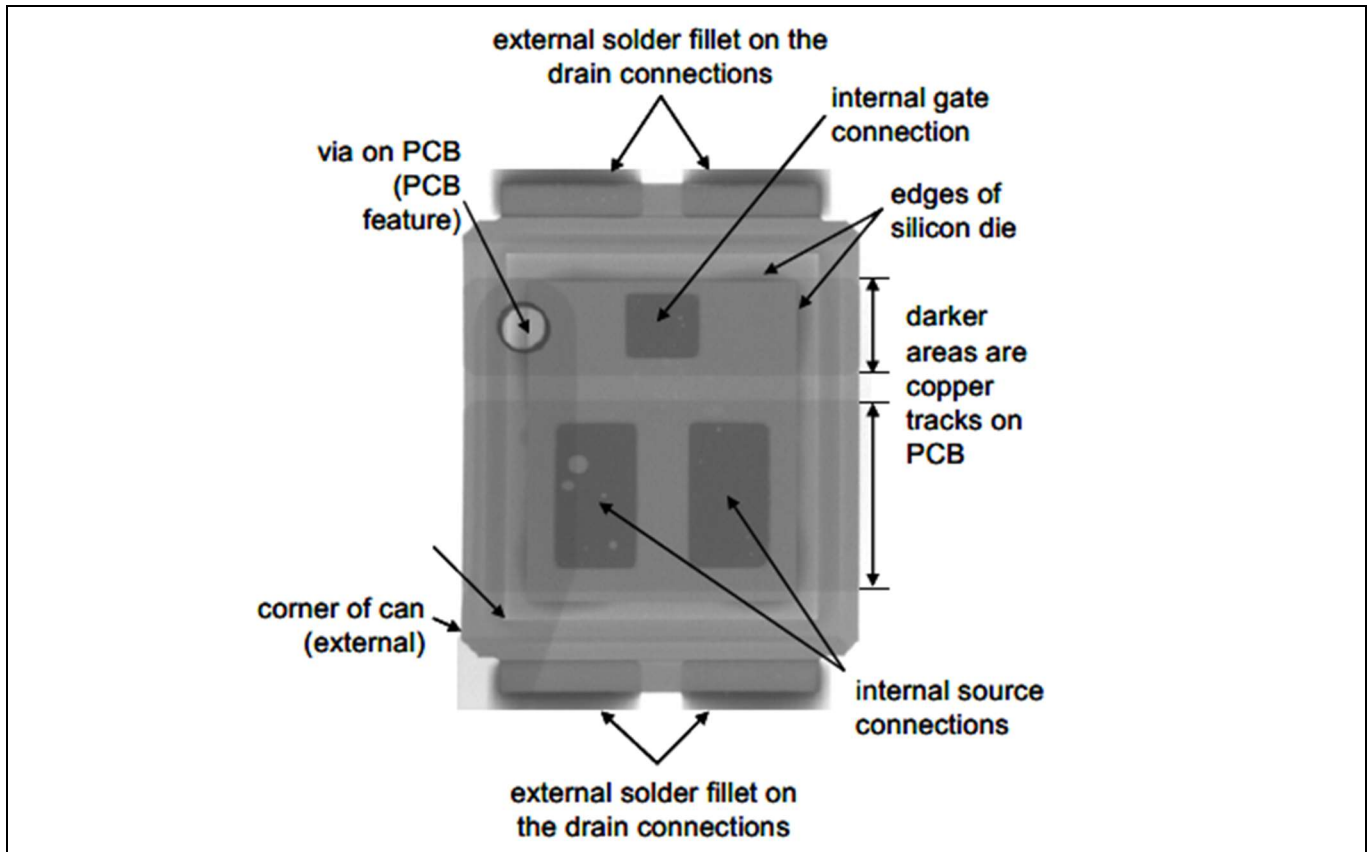 external solder fillet on the
drain connections
internal gate
connection
via on PCB
(PCB
feature)
edges of
silicon die
darker
areas are
copper
tracks on
PCB
corner of can
(external)
internal source
connections
external solder fillet on
the drain connections